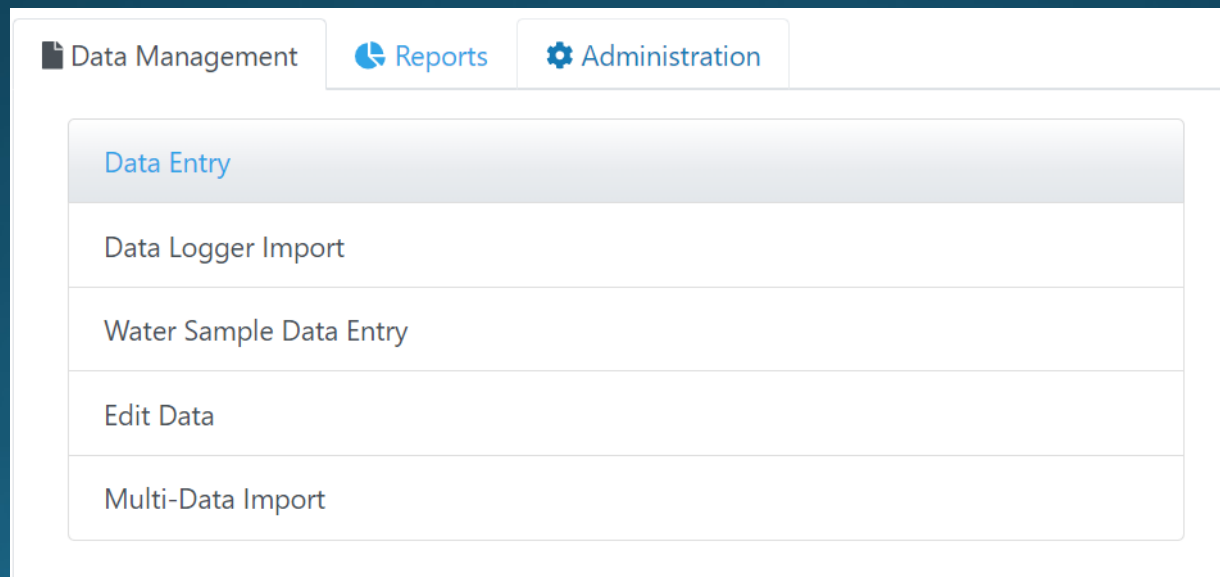 Data Management Reports Administration
Data Entry
Data Logger Import
Water Sample Data Entry
Edit Data
Multi-Data Import